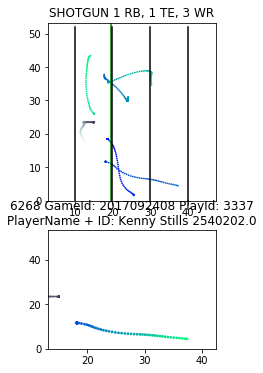 SHOTGUN 1 RB, 1 TE, 3 WR
50
40
30
20
10
0
10 20 30 40
6268 GameId: 2017092408 PlayId: 3337
PlayerName + ID: Kenny Stills 2540202.0
40
20
0
20 30 40